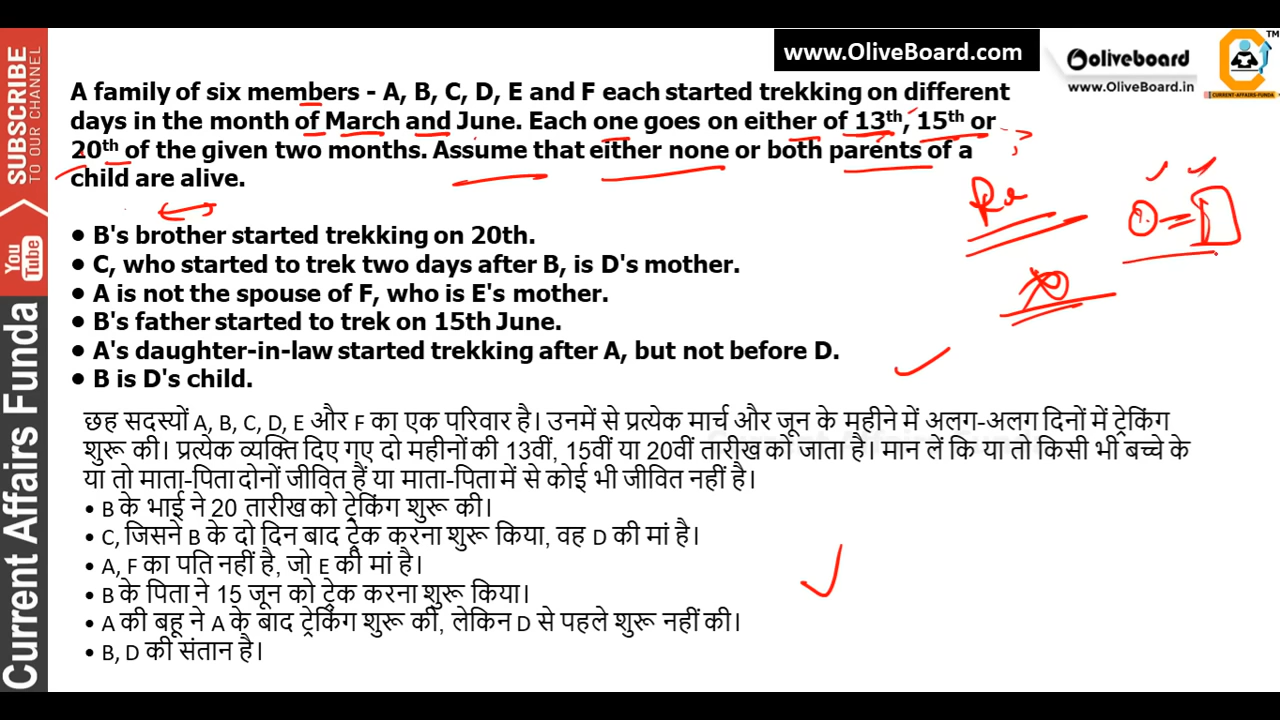 www.OliveBoard.com
oliveboard
www.OliveBoard.in
TM
CURRENT-AFFAIRS-FUNDA
SUBSCRIBE
TO OUR CHANNEL
You Tube
Current Affairs Funda
A family of six members - A, B, C, D, E and F each started trekking on different
days in the month of March and June. Each one goes on either of 13th, 15th or
20th of the given two months. Assume that either none or both parents of a
child are alive.
● B's brother started trekking on 20th.
● C, who started to trek two days after B, is D's mother.
● A is not the spouse of F, who is E's mother.
● B's father started to trek on 15th June.
● A's daughter-in-law started trekking after A, but not before D.
● B is D's child.
छह सदस्यों A, B, C, D, E और F का एक परिवार है। उनमें से प्रत्येक मार्च और जून के महीने में अलग-अलग दिनों में ट्रेकिंग
शुरू की। प्रत्येक व्यक्ति दिए गए दो महीनों की 13वीं, 15वीं या 20वीं तारीख को जाता है। मान लें कि या तो किसी भी बच्चे के
या तो माता-पिता दोनों जीवित हैं या माता-पिता में से कोई भी जीवित नहीं है।
• B के भाई ने 20 तारीख को ट्रेकिंग शुरू की।
• C, जिसने B के दो दिन बाद ट्रेक करना शुरू किया, वह D की मां है।
• A, F का पति नहीं है, जो E की मां है।
• B के पिता ने 15 जून को ट्रेक करना शुरू किया।
• A की बहू ने A के बाद ट्रेकिंग शुरू की, लेकिन D से पहले शुरू नहीं की।
• B, D की संतान है।